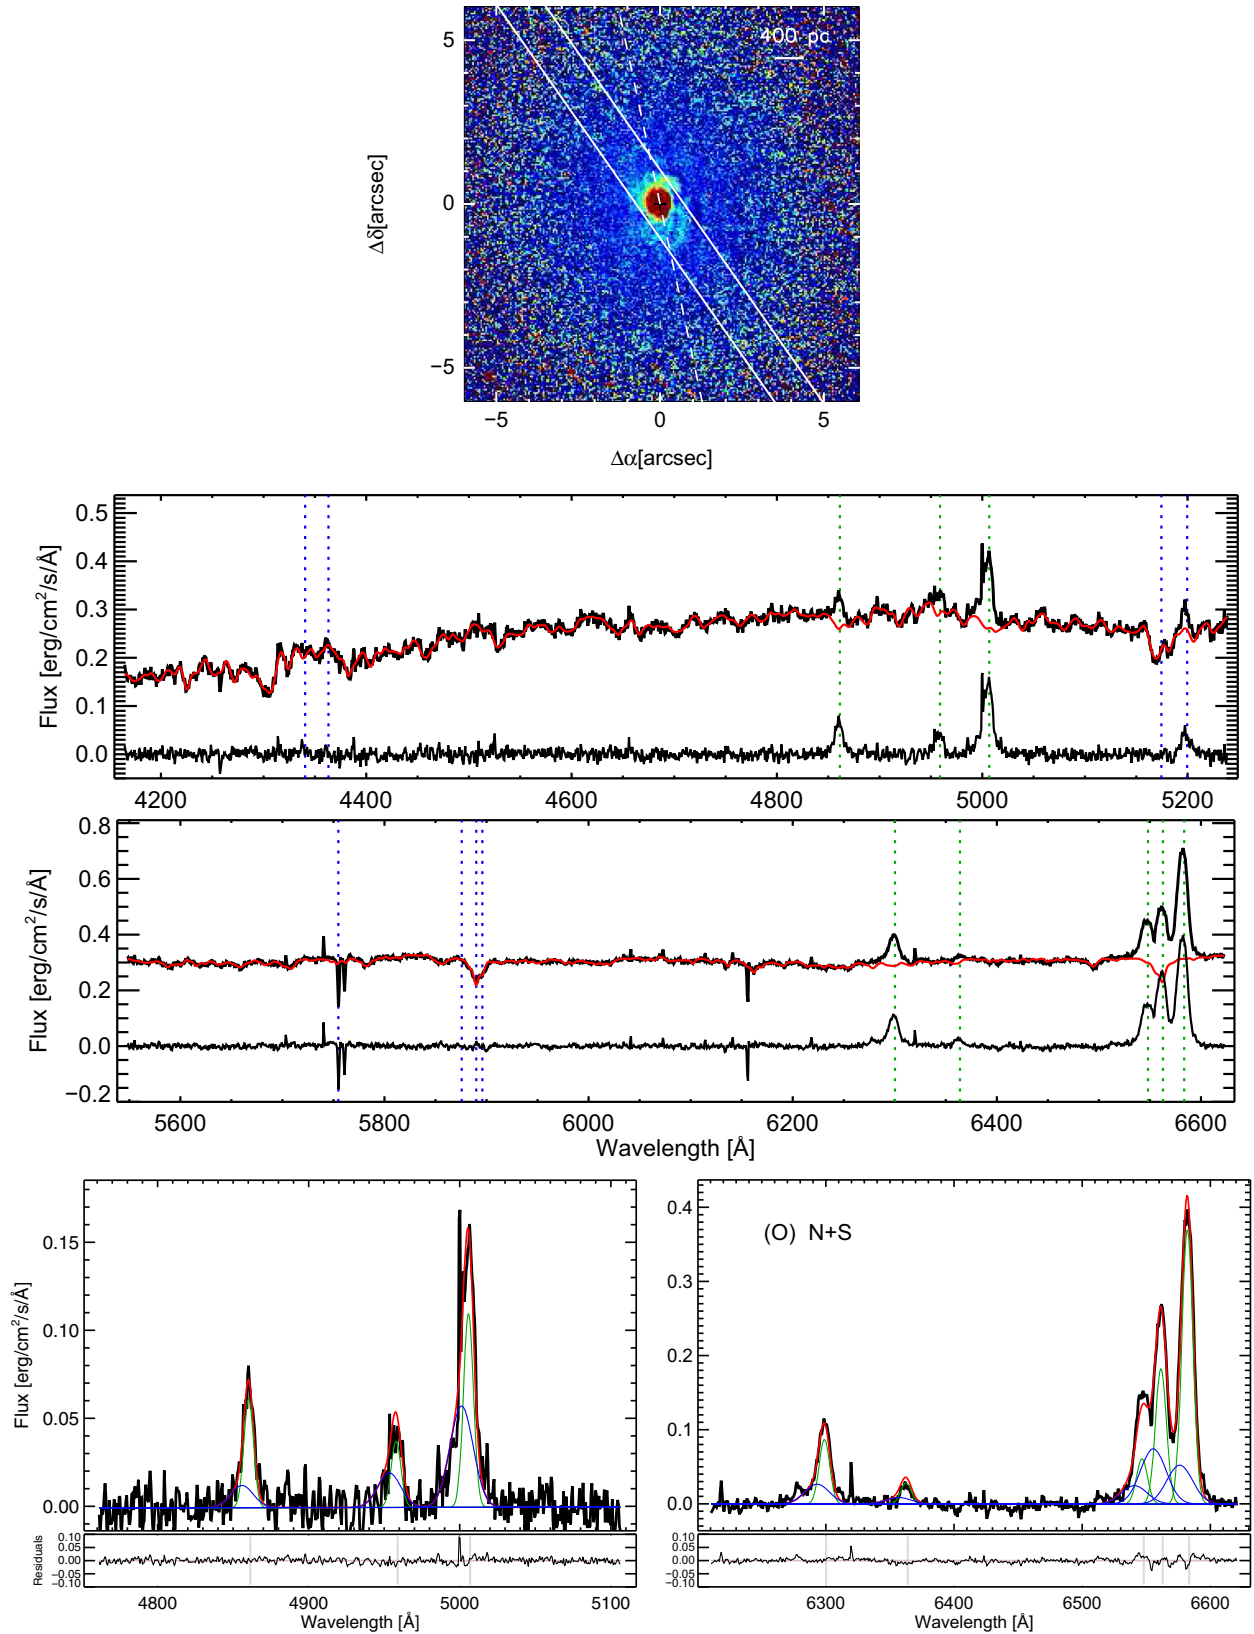 400 pc
5
0
−5
Δδ[arcsec]
−5 0 5
Δα[arcsec]
0.5
0.4
0.3
0.2
0.1
0.0
Flux [erg/cm²/s/Å]
4200 4400 4600 4800 5000 5200
0.8
0.6
0.4
0.2
0.0
−0.2
Flux [erg/cm²/s/Å]
5600 5800 6000 6200 6400 6600
Wavelength [Å]
0.15
0.10
0.05
0.00
Flux [erg/cm²/s/Å]
0.10
0.05
0.00
−0.05
−0.10
Residuals
4800 4900 5000 5100
Wavelength [Å]
(O) N+S
0.4
0.3
0.2
0.1
0.0
0.10
0.05
0.00
−0.05
−0.10
6300 6400 6500 6600
Wavelength [Å]